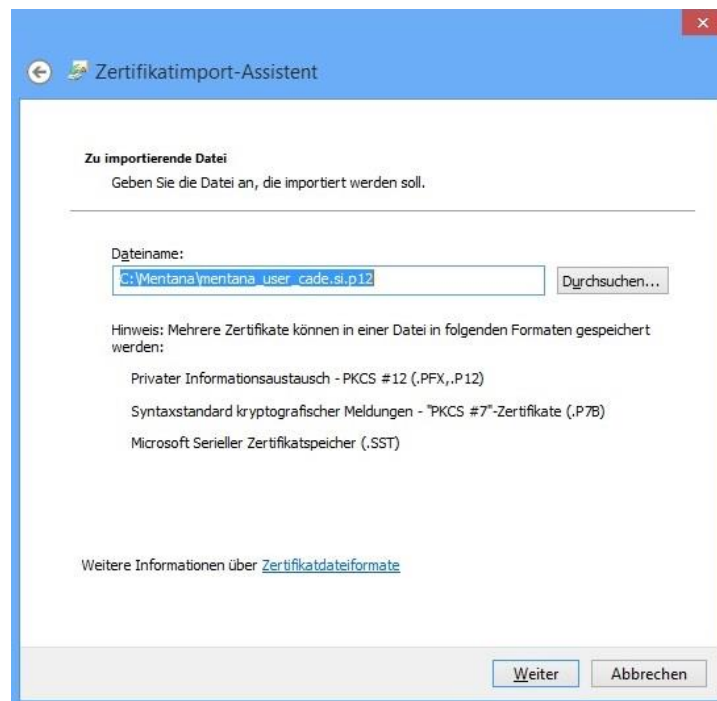 Zertifikatimport-Assistent
Zu importierende Datei
Geben Sie die Datei an, die importiert werden soll.
Dateiname:
C:\Mentana\mentana_user_cade.si.p12
Durchsuchen...
Hinweis: Mehrere Zertifikate können in einer Datei in folgenden Formaten gespeichert
werden:
Privater Informationsaustausch - PKCS #12 (.PFX,.P12)
Syntaxstandard kryptografischer Meldungen - "PKCS #7"-Zertifikate (.P7B)
Microsoft Serieller Zertifikatspeicher (.SST)
Weitere Informationen über Zertifikatdateiformate
Weiter
Abbrechen